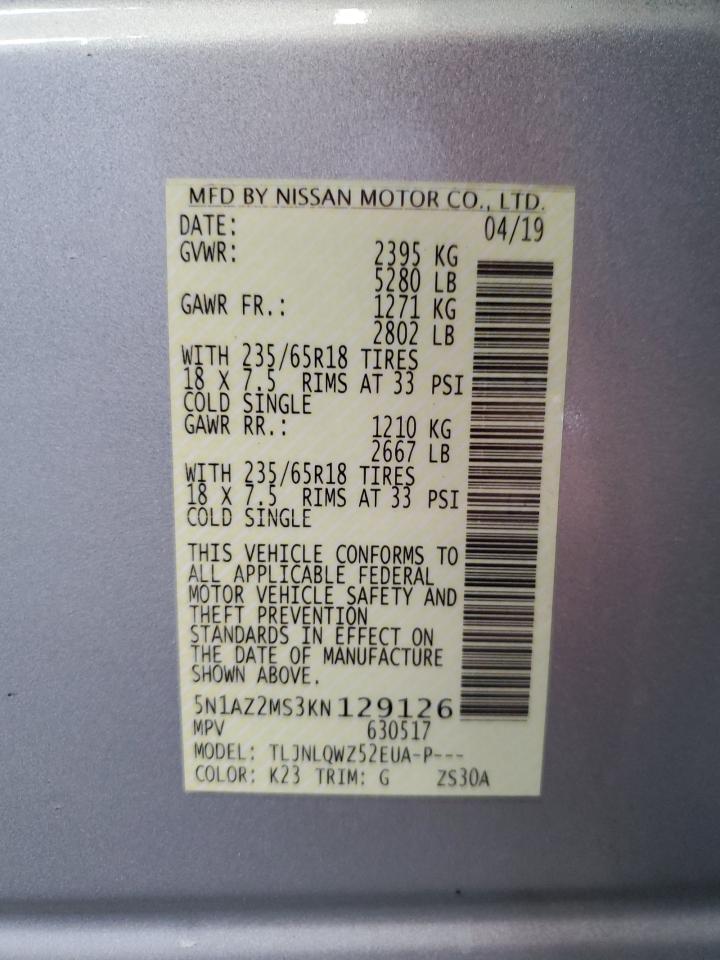 MFD BY NISSAN MOTOR CO., LTD.
DATE: 04/19
GVWR: 2395 KG
5280 LB
GAWR FR.: 1271 KG
2802 LB
WITH 235/65R18 TIRES
18 X 7.5 RIMS AT 33 PSI
COLD SINGLE
GAWR RR.: 1210 KG
2667 LB
WITH 235/65R18 TIRES
18 X 7.5 RIMS AT 33 PSI
COLD SINGLE
THIS VEHICLE CONFORMS TO
ALL APPLICABLE FEDERAL
MOTOR VEHICLE SAFETY AND
THEFT PREVENTION
STANDARDS IN EFFECT ON
THE DATE OF MANUFACTURE
SHOWN ABOVE.
5N1AZ2MS3KN129126
MPV 630517
MODEL: TLJNLQWZ52EUA-P---
COLOR: K23 TRIM: G ZS30A